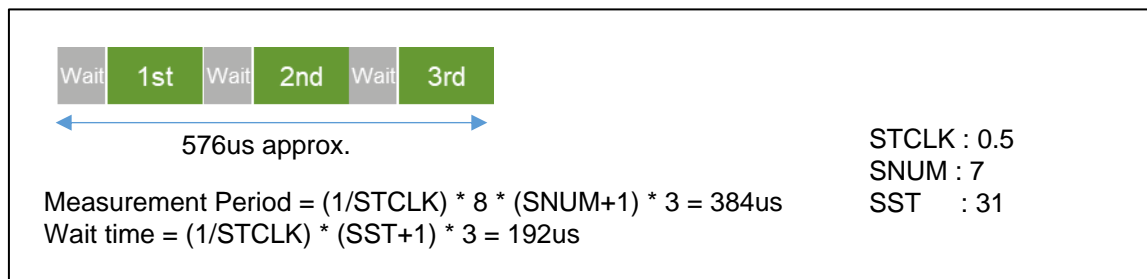 Wait 1st Wait 2nd Wait 3rd
576us approx.
STCLK : 0.5
SNUM : 7
SST : 31
Measurement Period = (1/STCLK) * 8 * (SNUM+1) * 3 = 384us
Wait time = (1/STCLK) * (SST+1) * 3 = 192us